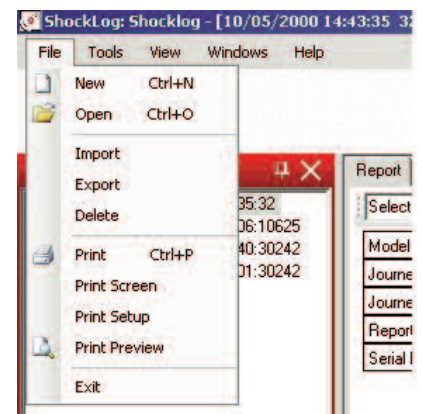 ShockLog: Shocklog - [10/05/2000 14:43:35 32
File Tools View Windows Help
New Ctrl+N
Open Ctrl+O
Import
Export
Delete
Print Ctrl+P
Print Screen
Print Setup
Print Preview
Exit
35:32
06:10625
40:30242
01:30242
Report
Select
Model
Journe
Journe
Report
Serial